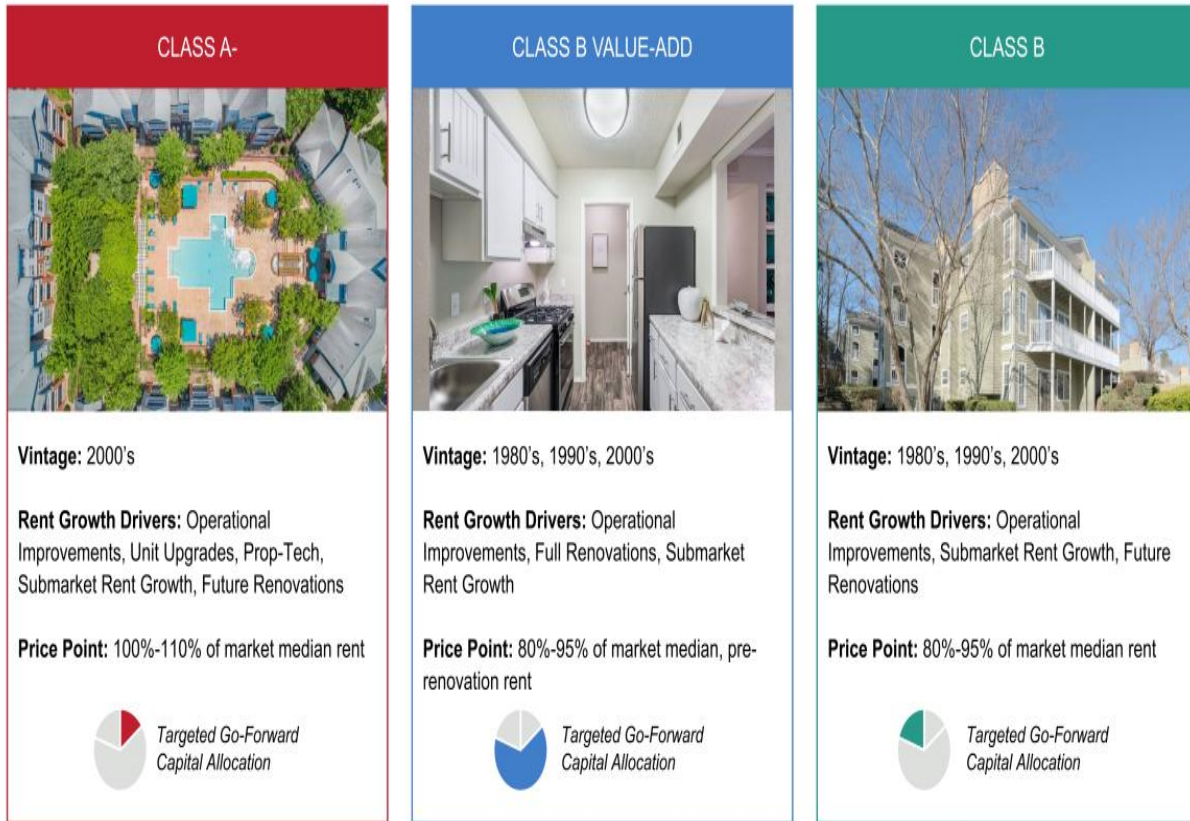 CLASS A-
Vintage: 2000's
Rent Growth Drivers: Operational
Improvements, Unit Upgrades, Prop-Tech,
Submarket Rent Growth, Future Renovations
Price Point: 100%-110% of market median rent
Targeted Go-Forward
Capital Allocation
CLASS B VALUE-ADD
Vintage: 1980's, 1990's, 2000's
Rent Growth Drivers: Operational
Improvements, Full Renovations, Submarket
Rent Growth
Price Point: 80%-95% of market median, pre-
renovation rent
Targeted Go-Forward
Capital Allocation
CLASS B
Vintage: 1980's, 1990's, 2000's
Rent Growth Drivers: Operational
Improvements, Submarket Rent Growth, Future
Renovations
Price Point: 80%-95% of market median rent
Targeted Go-Forward
Capital Allocation